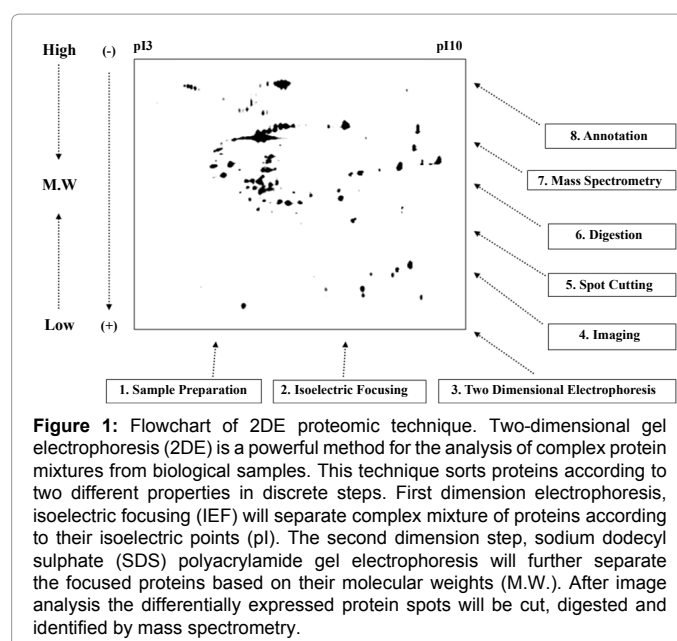 High (-) pI3 pI10
8. Annotation
7. Mass Spectrometry
M.W
6. Digestion
5. Spot Cutting
Low (+)
4. Imaging
1. Sample Preparation 2. Isoelectric Focusing 3. Two Dimensional Electrophoresis
Figure 1: Flowchart of 2DE proteomic technique. Two-dimensional gel
electrophoresis (2DE) is a powerful method for the analysis of complex protein
mixtures from biological samples. This technique sorts proteins according to
two different properties in discrete steps. First dimension electrophoresis,
isoelectric focusing (IEF) will separate complex mixture of proteins according
to their isoelectric points (pI). The second dimension step, sodium dodecyl
sulphate (SDS) polyacrylamide gel electrophoresis will further separate
the focused proteins based on their molecular weights (M.W.). After image
analysis the differentially expressed protein spots will be cut, digested and
identified by mass spectrometry.